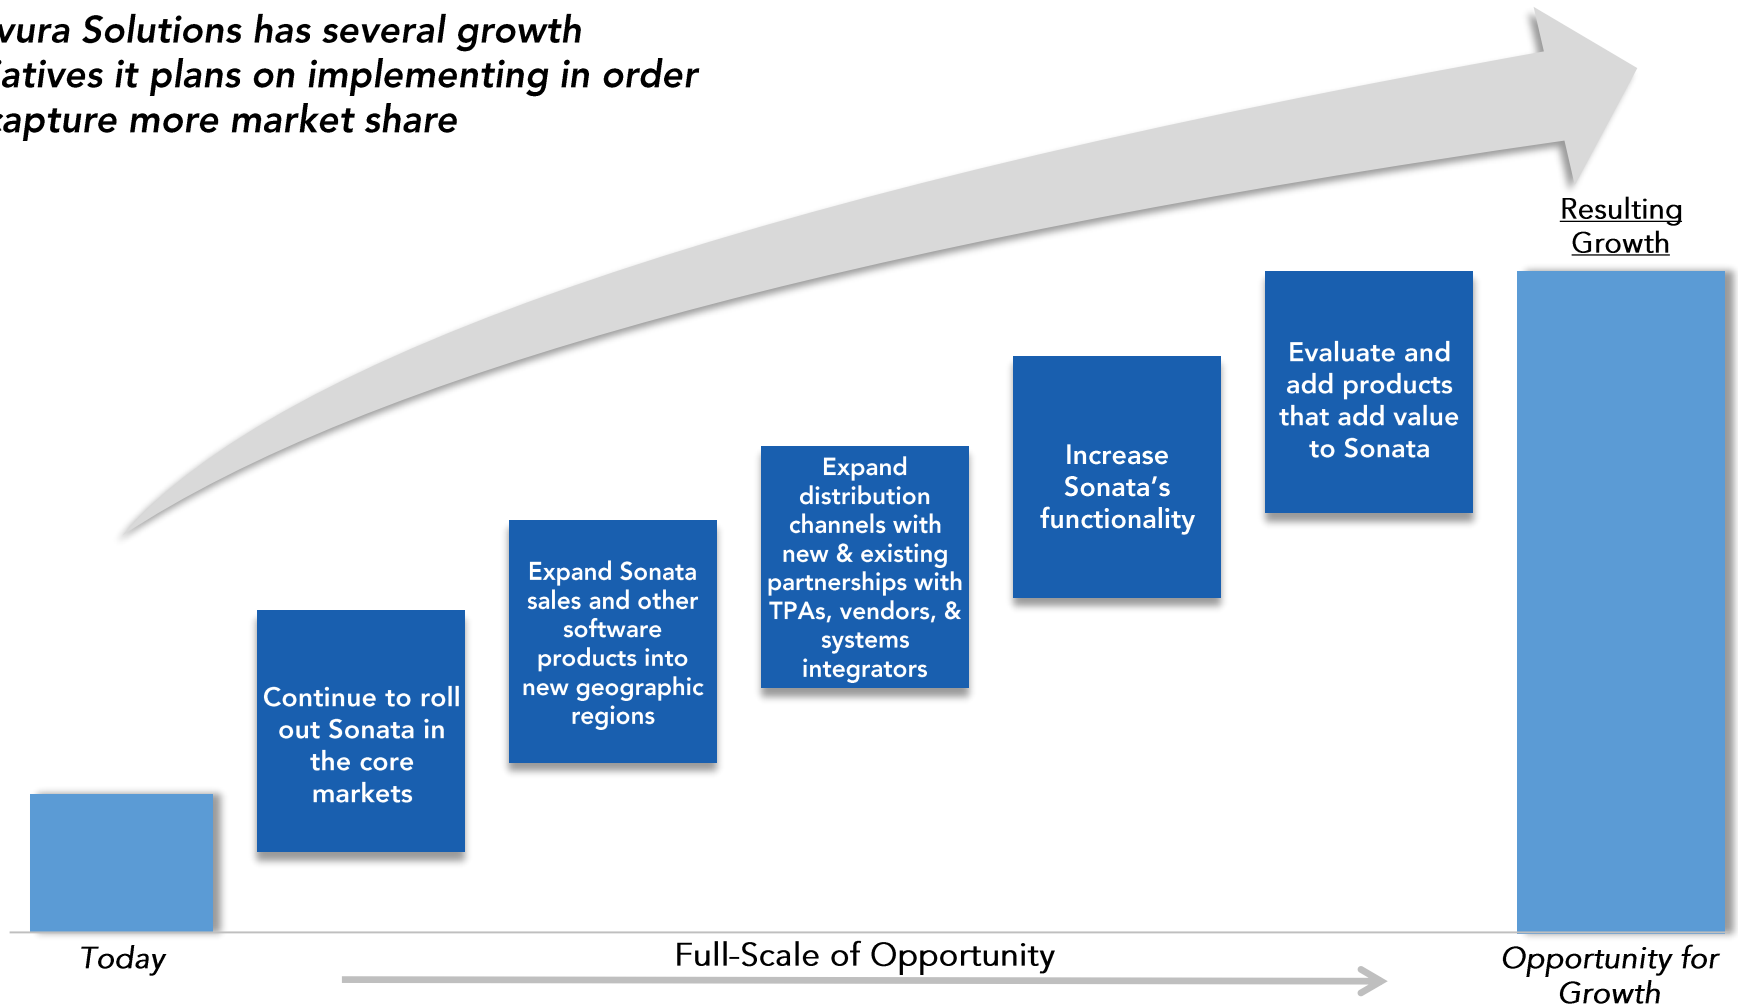 vura Solutions has several growth
iatives it plans on implementing in order
capture more market share
Resulting
Growth
Evaluate and
add products
that add value
to Sonata
Increase
Sonata’s
functionality
Expand
distribution
channels with
new & existing
partnerships with
TPAs, vendors, &
systems
integrators
Expand Sonata
sales and other
software
products into
new geographic
regions
Continue to roll
out Sonata in
the core
markets
Today
Full-Scale of Opportunity
Opportunity for
Growth